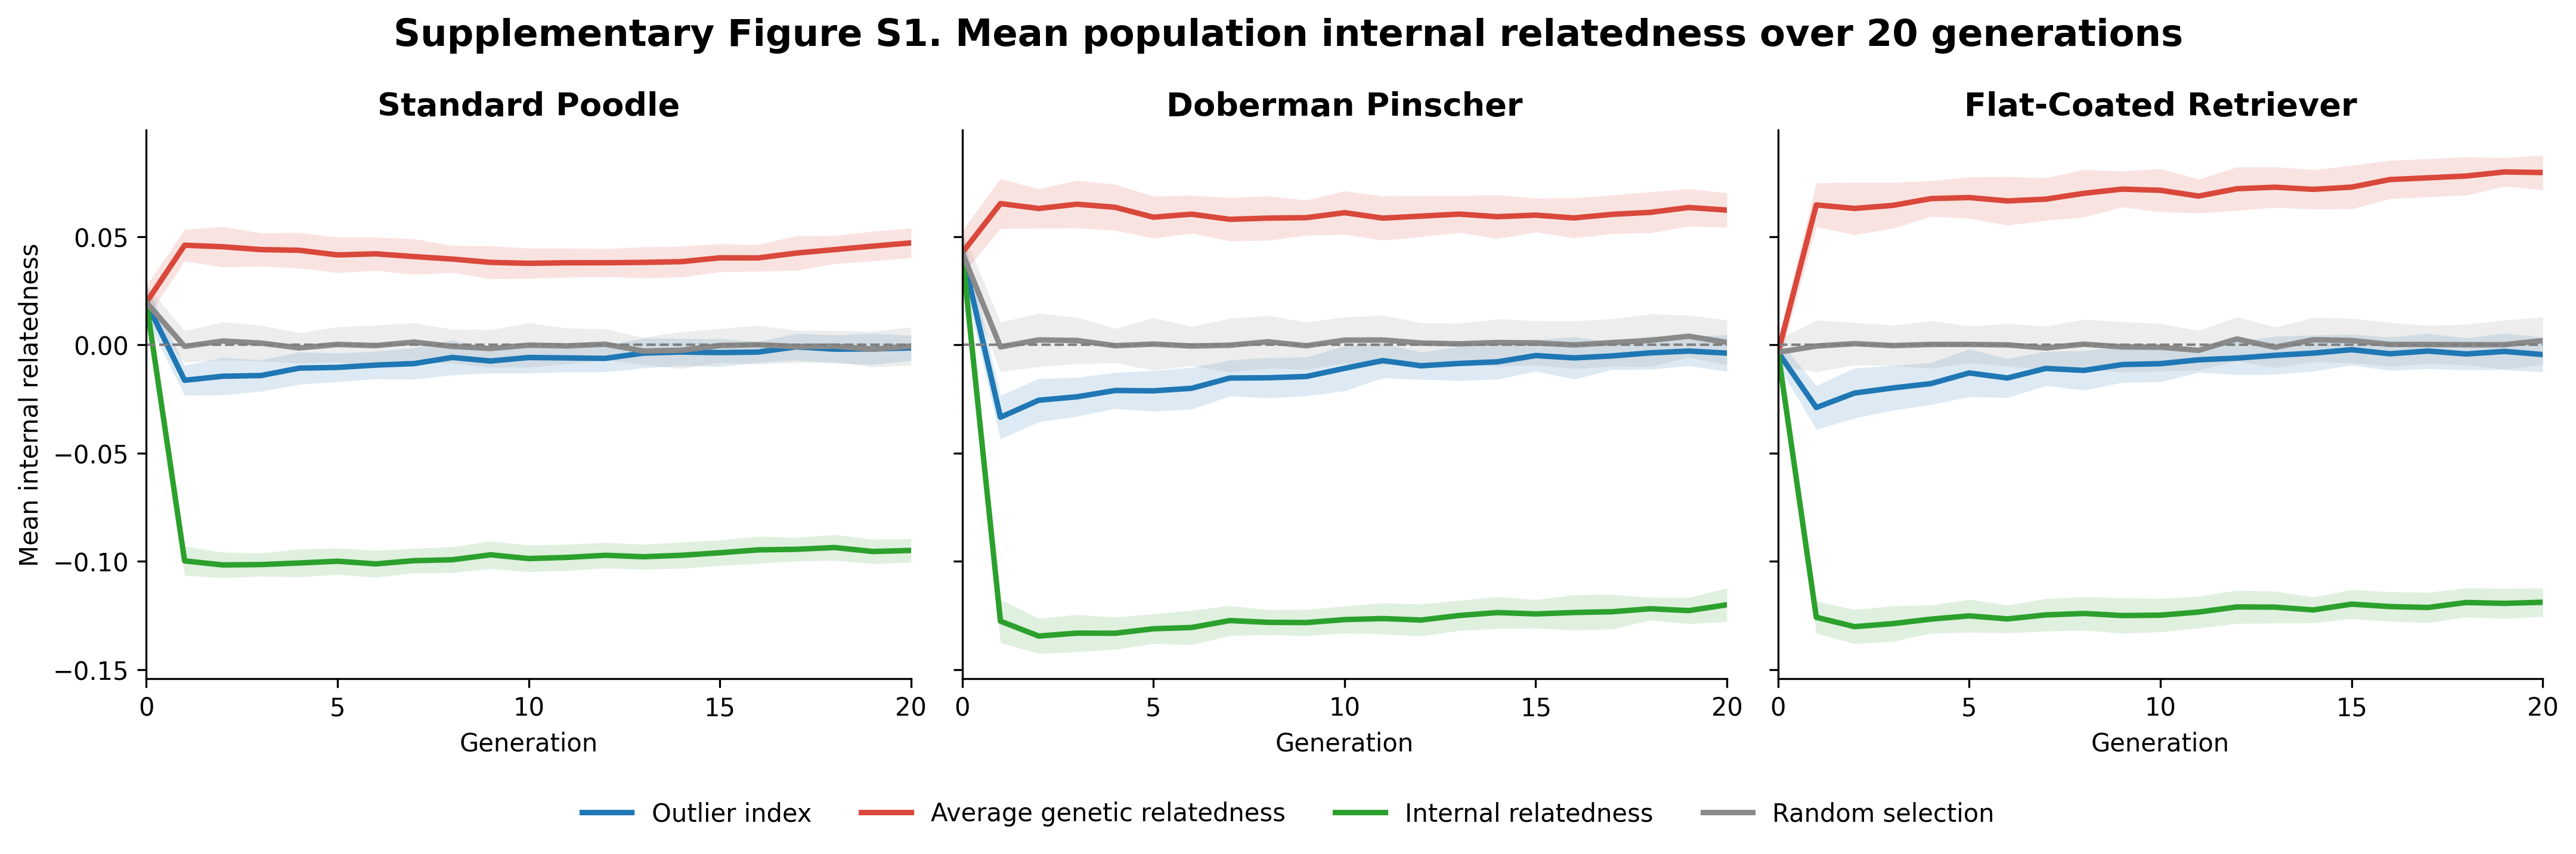 Supplementary Figure S1. Mean population internal relatedness over 20 generations
Standard Poodle
Doberman Pinscher
Flat-Coated Retriever
Mean internal relatedness
0.05
0.00
−0.05
−0.10
−0.15
0 5 10 15 20
0 5 10 15 20
0 5 10 15 20
Generation
Generation
Generation
Outlier index
Average genetic relatedness
Internal relatedness
Random selection